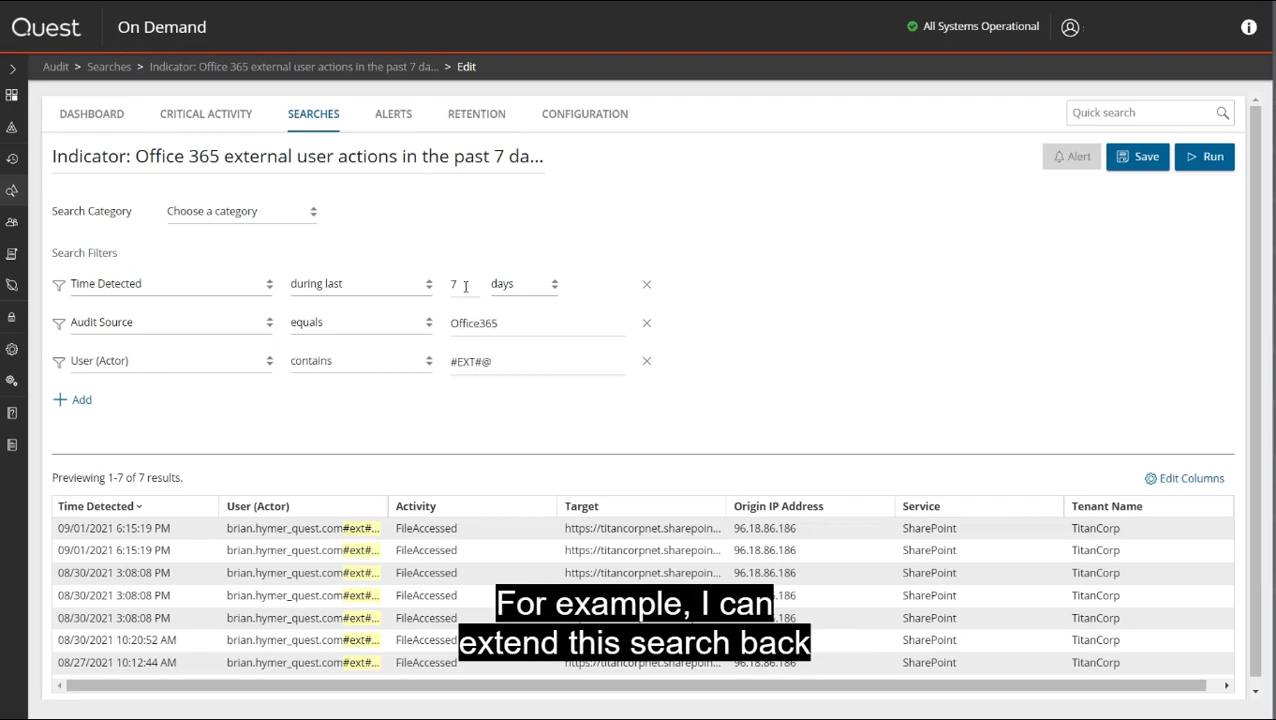 Quest
On Demand
All Systems Operational
Audit > Searches > Indicator: Office 365 external user actions in the past 7 da... > Edit
DASHBOARD
CRITICAL ACTIVITY
SEARCHES
ALERTS
RETENTION
CONFIGURATION
Quick search
Indicator: Office 365 external user actions in the past 7 da...
Alert
Save
Run
Search Category
Choose a category
Search Filters
Time Detected during last 7 days
Audit Source equals Office365
User (Actor) contains #EXT#@
Add
Previewing 1-7 of 7 results.
Edit Columns
Time Detected User (Actor) Activity Target Origin IP Address Service Tenant Name
09/01/2021 6:15:19 PM brian.hymer_quest.com#ext#... FileAccessed https://titancorpnet.sharepoin... 96.18.86.186 SharePoint TitanCorp
09/01/2021 6:15:19 PM brian.hymer_quest.com#ext#... FileAccessed https://titancorpnet.sharepoin... 96.18.86.186 SharePoint TitanCorp
08/30/2021 3:08:08 PM brian.hymer_quest.com#ext#... FileAccessed https://titancorpnet.sharepoin... 96.18.86.186 SharePoint TitanCorp
08/30/2021 3:08:08 PM brian.hymer_quest.com#ext#... FileAccessed 96.18.86.186 SharePoint TitanCorp
08/30/2021 3:08:08 PM brian.hymer_quest.com#ext#... FileAccessed 96.18.86.186 SharePoint TitanCorp
08/30/2021 10:20:52 AM brian.hymer_quest.com#ext#... 96.18.86.186 SharePoint TitanCorp
08/27/2021 10:12:44 AM brian.hymer_quest.com#ext#... FileAccessed https://titancorpnet.sharepoin... 96.18.86.186 SharePoint TitanCorp
For example, I can
extend this search back